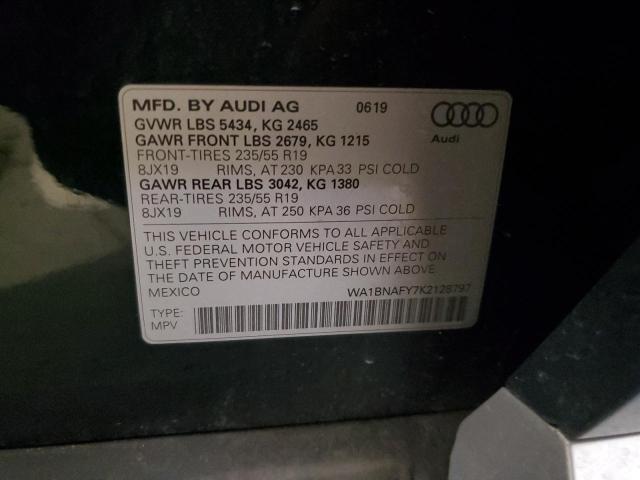 MFD. BY AUDI AG 0619
GVWR LBS 5434, KG 2465
GAWR FRONT LBS 2679, KG 1215
FRONT-TIRES 235/55 R19
8JX19 RIMS, AT 230 KPA 33 PSI COLD
GAWR REAR LBS 3042, KG 1380
REAR-TIRES 235/55 R19
8JX19 RIMS, AT 250 KPA 36 PSI COLD
Audi
THIS VEHICLE CONFORMS TO ALL APPLICABLE
U.S. FEDERAL MOTOR VEHICLE SAFETY AND
THEFT PREVENTION STANDARDS IN EFFECT ON
THE DATE OF MANUFACTURE SHOWN ABOVE.
MEXICO WA1BNAFY7K2128797
TYPE:
MPV